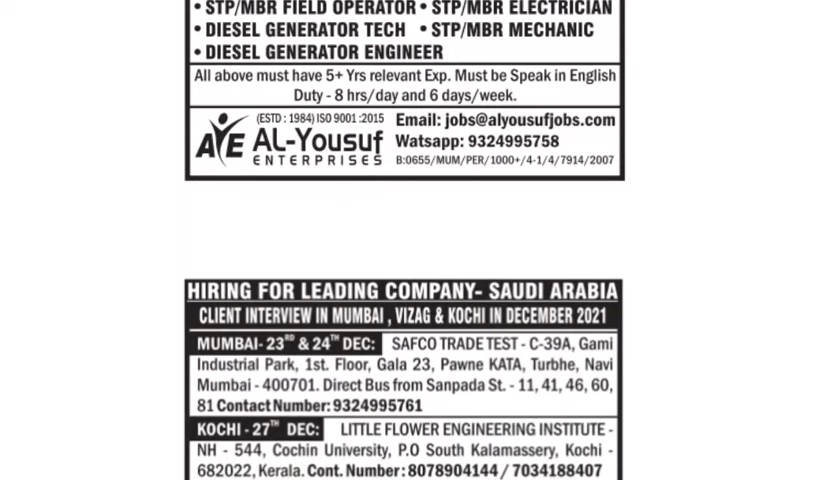 • STP/MBR FIELD OPERATOR • STP/MBR ELECTRICIAN
• DIESEL GENERATOR TECH • STP/MBR MECHANIC
• DIESEL GENERATOR ENGINEER
All above must have 5+ Yrs relevant Exp. Must be Speak in English
Duty - 8 hrs/day and 6 days/week.
(ESTD : 1984) ISO 9001 :2015
AYE AL-Yousuf
ENTERPRISES
Email: jobs@alyousufjobs.com
Watsapp: 9324995758
B:0655/MUM/PER/1000+/4-1/4/7914/2007
HIRING FOR LEADING COMPANY- SAUDI ARABIA
CLIENT INTERVIEW IN MUMBAI , VIZAG & KOCHI IN DECEMBER 2021
MUMBAI- 23RD & 24TH DEC: SAFCO TRADE TEST - C-39A, Gami
Industrial Park, 1st. Floor, Gala 23, Pawne KATA, Turbhe, Navi
Mumbai - 400701. Direct Bus from Sanpada St. - 11, 41, 46, 60,
81 Contact Number: 9324995761
KOCHI - 27TH DEC: LITTLE FLOWER ENGINEERING INSTITUTE -
NH - 544, Cochin University, P.O South Kalamassery, Kochi -
682022, Kerala. Cont. Number : 8078904144 / 7034188407